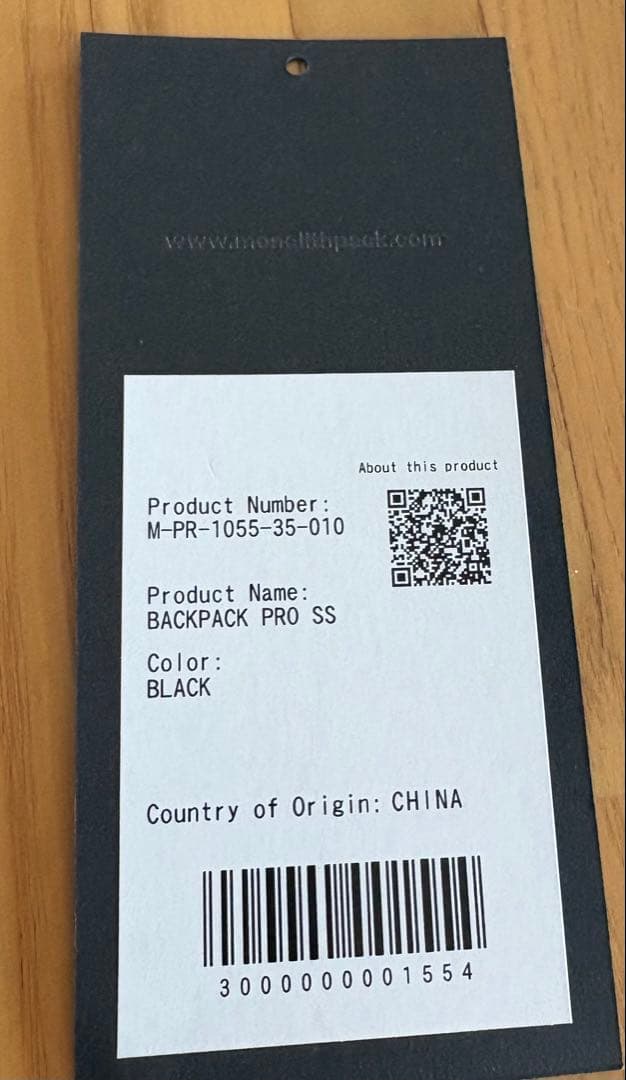 www.monolithpack.com
About this product
Product Number:
M-PR-1055-35-010
Product Name:
BACKPACK PRO SS
Color:
BLACK
Country of Origin: CHINA
3000000001554